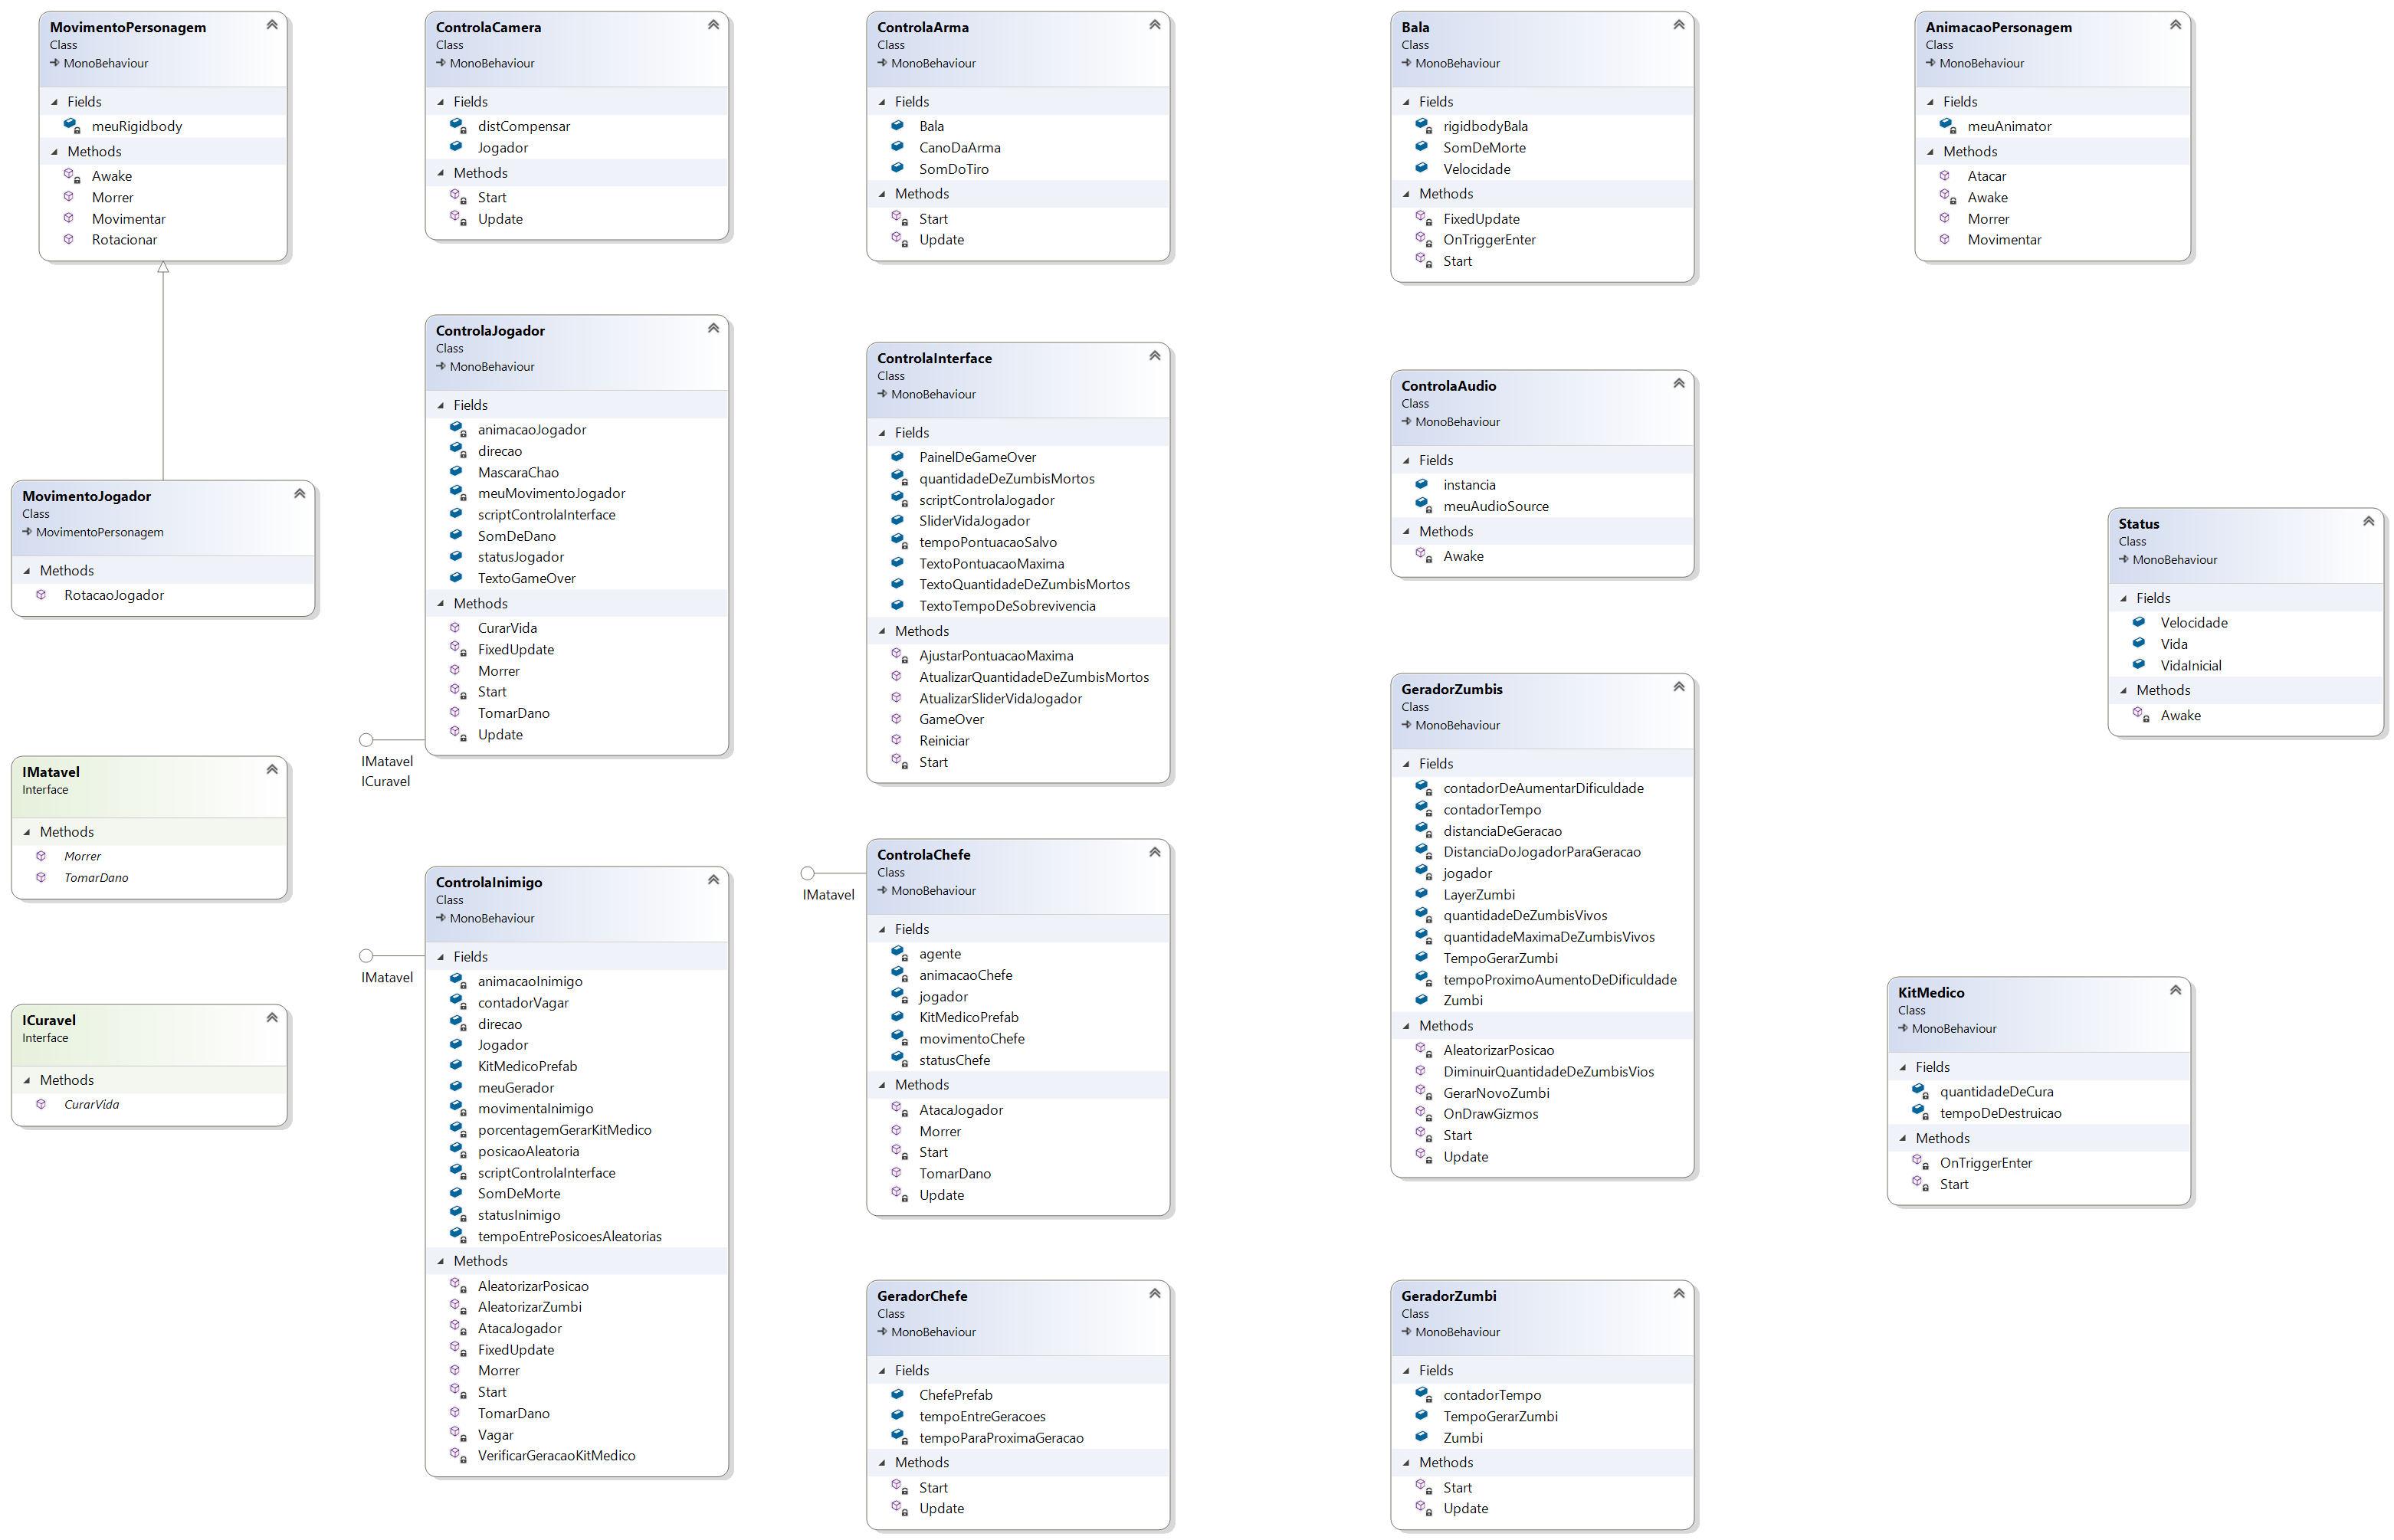 MovimentoPersonagem
Class
MonoBehaviour
Fields
meuRigidbody
Methods
Awake
Morrer
Movimentar
Rotacionar
MovimentoJogador
Class
MovimentoPersonagem
Methods
RotacaoJogador
IMatavel
Interface
Methods
Morrer
TomarDano
ICuravel
Interface
Methods
CurarVida
ControlaCamera
Class
MonoBehaviour
Fields
distCompensar
Jogador
Methods
Start
Update
ControlaJogador
Class
MonoBehaviour
Fields
animacaoJogador
direcao
MascaraChao
meuMovimentoJogador
scriptControlaInterface
SomDeDano
statusJogador
TextoGameOver
Methods
CurarVida
FixedUpdate
Morrer
Start
TomarDano
Update
IMatavel
ICuravel
ControlaInimigo
Class
MonoBehaviour
Fields
animacaoInimigo
contadorVagar
direcao
Jogador
KitMedicoPrefab
meuGerador
movimentaInimigo
porcentagemGerarKitMedico
posicaoAleatoria
scriptControlaInterface
SomDeMorte
statusInimigo
tempoEntrePosicoesAleatorias
Methods
AleatorizarPosicao
AleatorizarZumbi
AtacaJogador
FixedUpdate
Morrer
Start
TomarDano
Vagar
VerificarGeracaoKitMedico
IMatavel
ControlaArma
Class
MonoBehaviour
Fields
Bala
CanoDaArma
SomDoTiro
Methods
Start
Update
ControlaInterface
Class
MonoBehaviour
Fields
PainelDeGameOver
quantidadeDeZumbisMortos
scriptControlaJogador
SliderVidaJogador
tempoPontuacaoSalvo
TextoPontuacaoMaxima
TextoQuantidadeDeZumbisMortos
TextoTempoDeSobrevivencia
Methods
AjustarPontuacaoMaxima
AtualizarQuantidadeDeZumbisMortos
AtualizarSliderVidaJogador
GameOver
Reiniciar
Start
ControlaChefe
Class
MonoBehaviour
Fields
agente
animacaoChefe
jogador
KitMedicoPrefab
movimentoChefe
statusChefe
Methods
AtacaJogador
Morrer
Start
TomarDano
Update
IMatavel
GeradorChefe
Class
MonoBehaviour
Fields
ChefePrefab
tempoEntreGeracoes
tempoParaProximaGeracao
Methods
Start
Update
Bala
Class
MonoBehaviour
Fields
rigidbodyBala
SomDeMorte
Velocidade
Methods
FixedUpdate
OnTriggerEnter
Start
ControlaAudio
Class
MonoBehaviour
Fields
instancia
meuAudioSource
Methods
Awake
GeradorZumbis
Class
MonoBehaviour
Fields
contadorDeAumentarDificuldade
contadorTempo
distanciaDeGeracao
DistanciaDoJogadorParaGeracao
jogador
LayerZumbi
quantidadeDeZumbisVivos
quantidadeMaximaDeZumbisVivos
TempoGerarZumbi
tempoProximoAumentoDeDificuldade
Zumbi
Methods
AleatorizarPosicao
DiminuirQuantidadeDeZumbisVios
GerarNovoZumbi
OnDrawGizmos
Start
Update
GeradorZumbi
Class
MonoBehaviour
Fields
contadorTempo
TempoGerarZumbi
Zumbi
Methods
Start
Update
AnimacaoPersonagem
Class
MonoBehaviour
Fields
meuAnimator
Methods
Atacar
Awake
Morrer
Movimentar
Status
Class
MonoBehaviour
Fields
Velocidade
Vida
VidaInicial
Methods
Awake
KitMedico
Class
MonoBehaviour
Fields
quantidadeDeCura
tempoDeDestruicao
Methods
OnTriggerEnter
Start